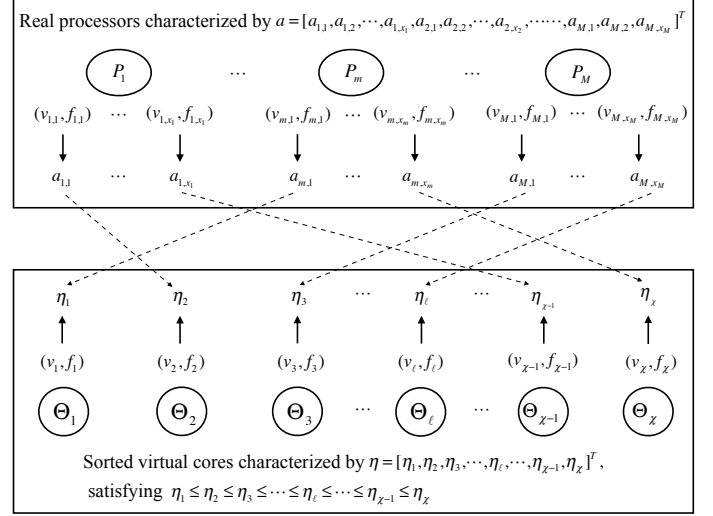 Real processors characterized by a = [a_{1,1}, a_{1,2}, ⋯, a_{1,x_1}, a_{2,1}, a_{2,2}, ⋯, a_{2,x_2}, ⋯⋯, a_{M,1}, a_{M,2}, a_{M,x_M}]^T
P_1 ⋯ P_m ⋯ P_M
(v_{1,1}, f_{1,1}) ⋯ (v_{1,x_1}, f_{1,x_1}) (v_{m,1}, f_{m,1}) ⋯ (v_{m,x_m}, f_{m,x_m}) (v_{M,1}, f_{M,1}) ⋯ (v_{M,x_M}, f_{M,x_M})
a_{1,1} ⋯ a_{1,x_1} a_{m,1} ⋯ a_{m,x_m} a_{M,1} ⋯ a_{M,x_M}
η_1 η_2 η_3 ⋯ η_ℓ ⋯ η_{χ−1} η_χ
(v_1, f_1) (v_2, f_2) (v_3, f_3) (v_ℓ, f_ℓ) (v_{χ−1}, f_{χ−1}) (v_χ, f_χ)
Θ_1 Θ_2 Θ_3 ⋯ Θ_ℓ ⋯ Θ_{χ−1} Θ_χ
Sorted virtual cores characterized by η = [η_1, η_2, η_3, ⋯, η_ℓ, ⋯, η_{χ−1}, η_χ]^T ,
satisfying η_1 ≤ η_2 ≤ η_3 ≤ ⋯ ≤ η_ℓ ≤ ⋯ ≤ η_{χ−1} ≤ η_χ